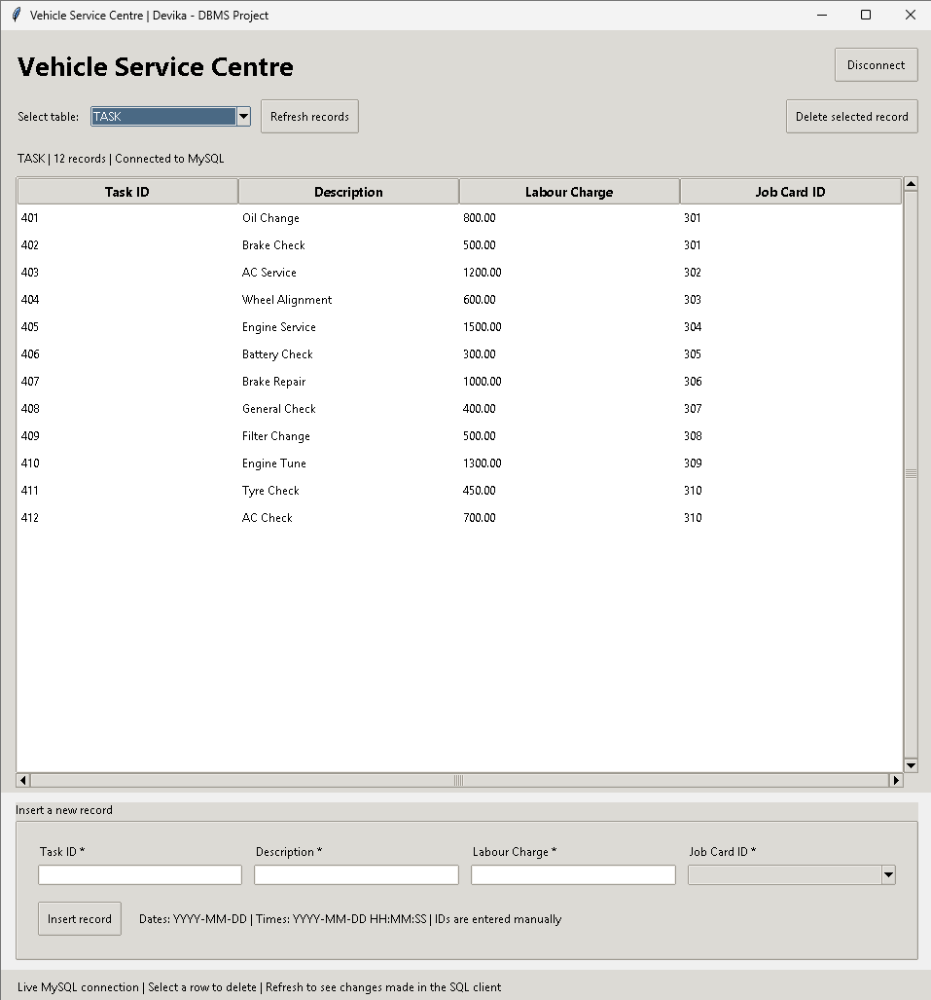 Vehicle Service Centre | Devika - DBMS Project
Vehicle Service Centre
Disconnect
Select table: TASK Refresh records Delete selected record
TASK | 12 records | Connected to MySQL
Task ID Description Labour Charge Job Card ID
401 Oil Change 800.00 301
402 Brake Check 500.00 301
403 AC Service 1200.00 302
404 Wheel Alignment 600.00 303
405 Engine Service 1500.00 304
406 Battery Check 300.00 305
407 Brake Repair 1000.00 306
408 General Check 400.00 307
409 Filter Change 500.00 308
410 Engine Tune 1300.00 309
411 Tyre Check 450.00 310
412 AC Check 700.00 310
Insert a new record
Task ID * Description * Labour Charge * Job Card ID *
Insert record Dates: YYYY-MM-DD | Times: YYYY-MM-DD HH:MM:SS | IDs are entered manually
Live MySQL connection | Select a row to delete | Refresh to see changes made in the SQL client